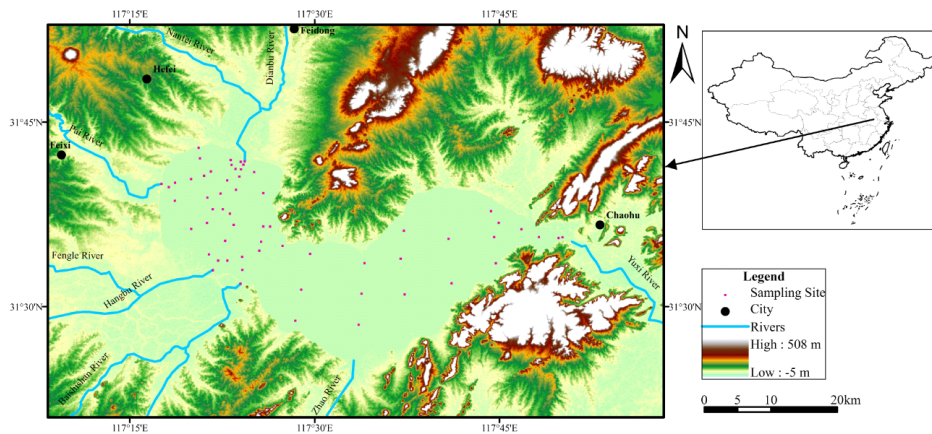 117°15'E 117°30'E 117°45'E
Nanfei River
Feidong
Dianbu River
Hefei
31°45'N 31°45'N
Pai River
Feixi
Chaohu
Fengle River
Yuxi River
Hangbu River
31°30'N 31°30'N
Baishishan River
Zhao River
117°15'E 117°30'E 117°45'E
N
Legend
Sampling Site
City
Rivers
High : 508 m
Low : -5 m
0 5 10 20km